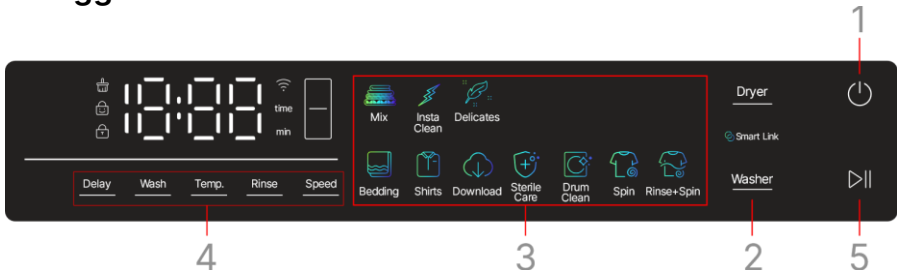 1
18:88
time
min
Mix
Insta
Clean
Delicates
Dryer
Smart Link
Delay
Wash
Temp.
Rinse
Speed
Bedding
Shirts
Download
Sterile
Care
Drum
Clean
Spin
Rinse+Spin
Washer
4
3
2
5